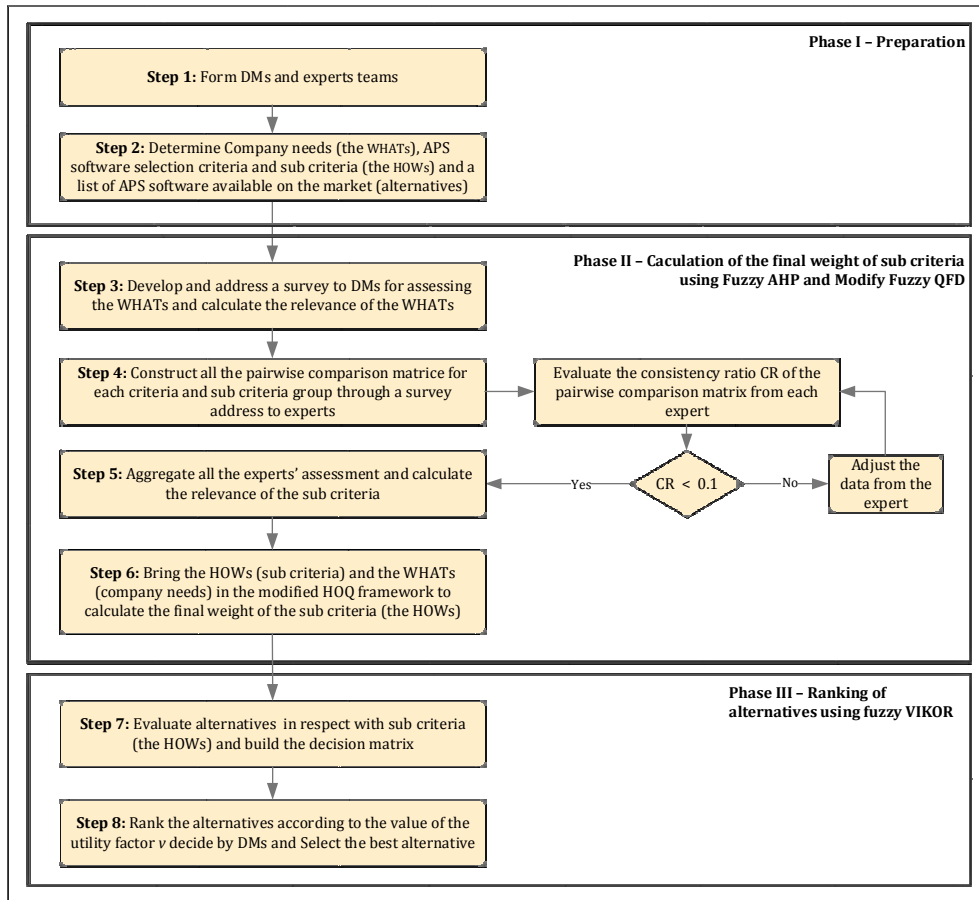 Phase I – Preparation
Step 1: Form DMs and experts teams
Step 2: Determine Company needs (the WHATs), APS
software selection criteria and sub criteria (the HOWs) and a
list of APS software available on the market (alternatives)
Phase II – Caculation of the final weight of sub criteria
using Fuzzy AHP and Modify Fuzzy QFD
Step 3: Develop and address a survey to DMs for assessing
the WHATs and calculate the relevance of the WHATs
Step 4: Construct all the pairwise comparison matrice for
each criteria and sub criteria group through a survey
address to experts
Evaluate the consistency ratio CR of the
pairwise comparison matrix from each
expert
CR < 0.1
Yes
No
Adjust the
data from the
expert
Step 5: Aggregate all the experts’ assessment and calculate
the relevance of the sub criteria
Step 6: Bring the HOWs (sub criteria) and the WHATs
(company needs) in the modified HOQ framework to
calculate the final weight of the sub criteria (the HOWs)
Phase III – Ranking of
alternatives using fuzzy VIKOR
Step 7: Evaluate alternatives in respect with sub criteria
(the HOWs) and build the decision matrix
Step 8: Rank the alternatives according to the value of the
utility factor v decide by DMs and Select the best alternative